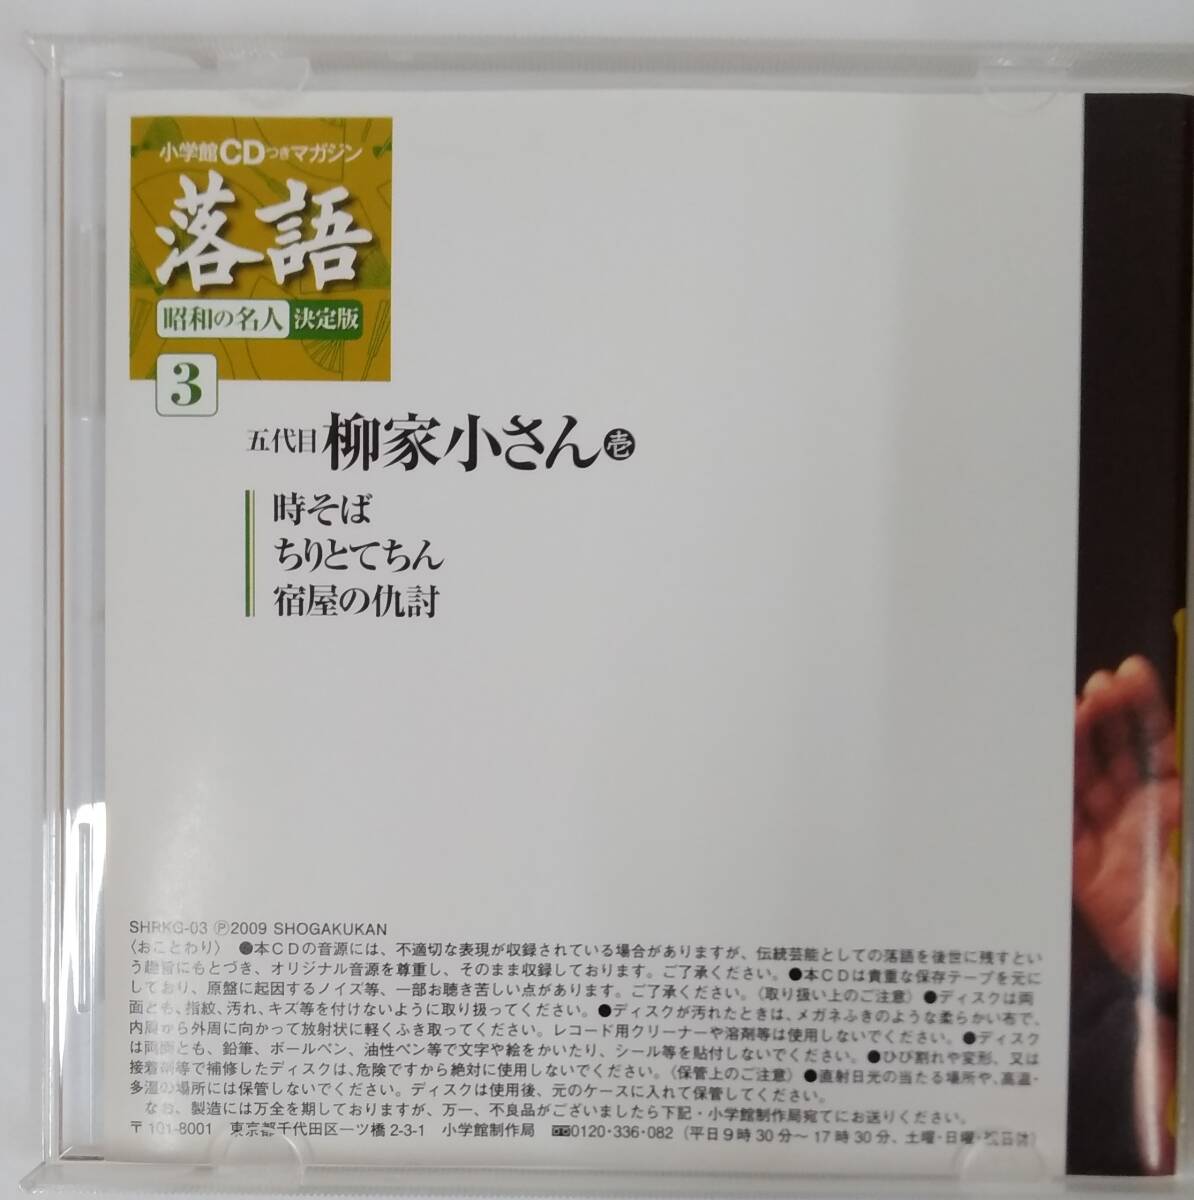 小学館CDつきマガジン
落語
昭和の名人 決定版
3
五代目 柳家小さん 壱
時そば
ちりとてちん
宿屋の仇討
SHRKG-03 Ⓟ2009 SHOGAKUKAN
〈おことわり〉●本CDの音源には、不適切な表現が収録されている場合がありますが、伝統芸能としての落語を後世に残すとい
う趣旨にもとづき、オリジナル音源を尊重し、そのまま収録しております。ご了承ください。●本CDは貴重な保存テープを元に
しており、原盤に起因するノイズ等、一部お聴き苦しい点があります。ご了承ください。〈取り扱い上のご注意〉●ディスクは両
面とも、指紋、汚れ、キズ等を付けないように取り扱ってください。●ディスクが汚れたときは、メガネふきのような柔らかい布で、
内周から外周に向かって放射状に軽くふき取ってください。レコード用クリーナーや溶剤等は使用しないでください。●ディスク
は両面とも、鉛筆、ボールペン、油性ペン等で文字や絵をかいたり、シール等を貼付しないでください。●ひび割れや変形、又は
接着剤等で補修したディスクは、危険ですから絶対に使用しないでください。〈保管上のご注意〉●直射日光の当たる場所や、高温・
多湿の場所には保管しないでください。ディスクは使用後、元のケースに入れて保管してください。
なお、製造には万全を期しておりますが、万一、不良品がございましたら下記・小学館制作局宛てにお送りください。
〒101-8001 東京都千代田区一ツ橋2-3-1 小学館制作局 0120-336-082（平日9時30分～17時30分、土曜・日曜・祝日休）